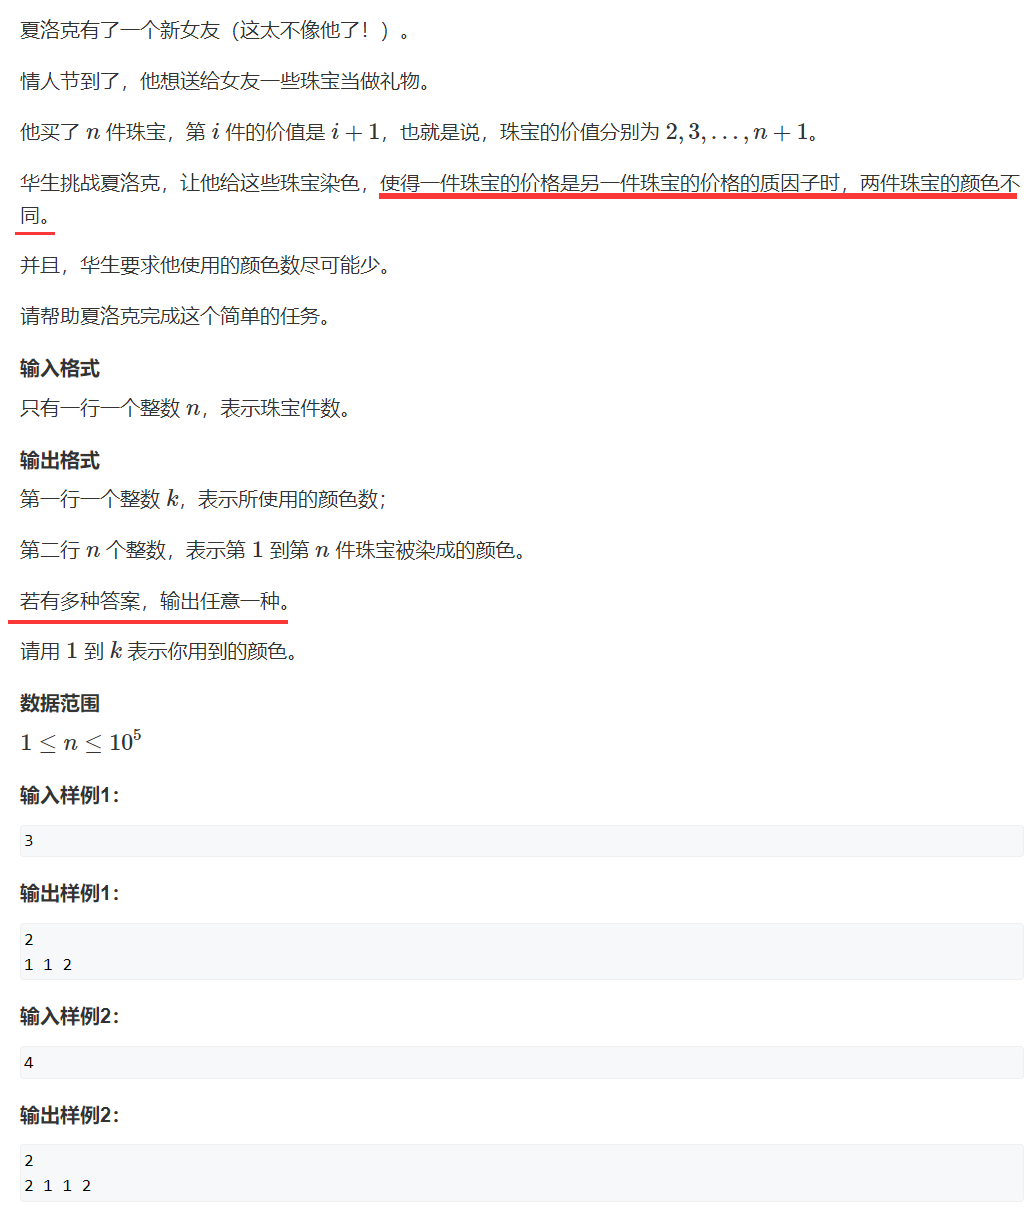 夏洛克有了一个新女友（这太不像他了！）。
情人节到了，他想送给女友一些珠宝当做礼物。
他买了 n 件珠宝，第 i 件的价值是 i + 1，也就是说，珠宝的价值分别为 2, 3, . . . , n + 1。
华生挑战夏洛克，让他给这些珠宝染色，使得一件珠宝的价格是另一件珠宝的价格的质因子时，两件珠宝的颜色不
同。
并且，华生要求他使用的颜色数尽可能少。
请帮助夏洛克完成这个简单的任务。
输入格式
只有一行一个整数 n，表示珠宝件数。
输出格式
第一行一个整数 k，表示所使用的颜色数；
第二行 n 个整数，表示第 1 到第 n 件珠宝被染成的颜色。
若有多种答案，输出任意一种。
请用 1 到 k 表示你用到的颜色。
数据范围
1 ≤ n ≤ 10⁵
输入样例1：
3
输出样例1：
2
1 1 2
输入样例2：
4
输出样例2：
2
2 1 1 2